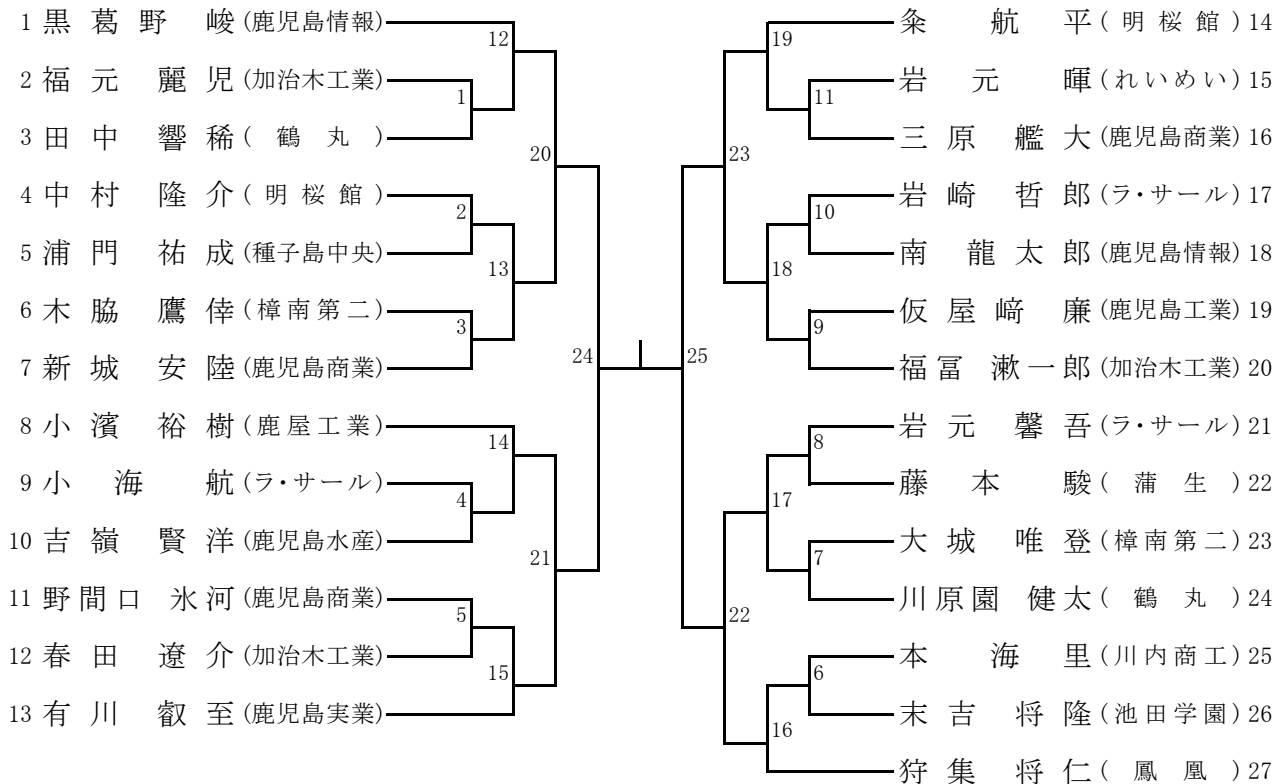 1 黒葛野 峻 (鹿児島情報)
2 福元 麗児 (加治木工業)
3 田中 響稀 (鶴丸)
4 中村 隆介 (明桜館)
5 浦門 祐成 (種子島中央)
6 木脇 鷹倖 (樟南第二)
7 新城 安陸 (鹿児島商業)
8 小濱 裕樹 (鹿屋工業)
9 小海 航 (ラ・サール)
10 吉嶺 賢洋 (鹿児島水産)
11 野間口 氷河 (鹿児島商業)
12 春田 遼介 (加治木工業)
13 有川 叡至 (鹿児島実業)
12
1
2
13
3
20
14
4
5
15
21
24
25
19
11
23
10
18
9
8
17
7
22
6
16
粂 航平 (明桜館) 14
岩元 暉 (れいめい) 15
三原 艦大 (鹿児島商業) 16
岩崎 哲郎 (ラ・サール) 17
南 龍太郎 (鹿児島情報) 18
仮屋﨑 廉 (鹿児島工業) 19
福冨 漱一郎 (加治木工業) 20
岩元 馨吾 (ラ・サール) 21
藤本 駿 (蒲生) 22
大城 唯登 (樟南第二) 23
川原園 健太 (鶴丸) 24
本 海里 (川内商工) 25
末吉 将隆 (池田学園) 26
狩集 将仁 (鳳凰) 27